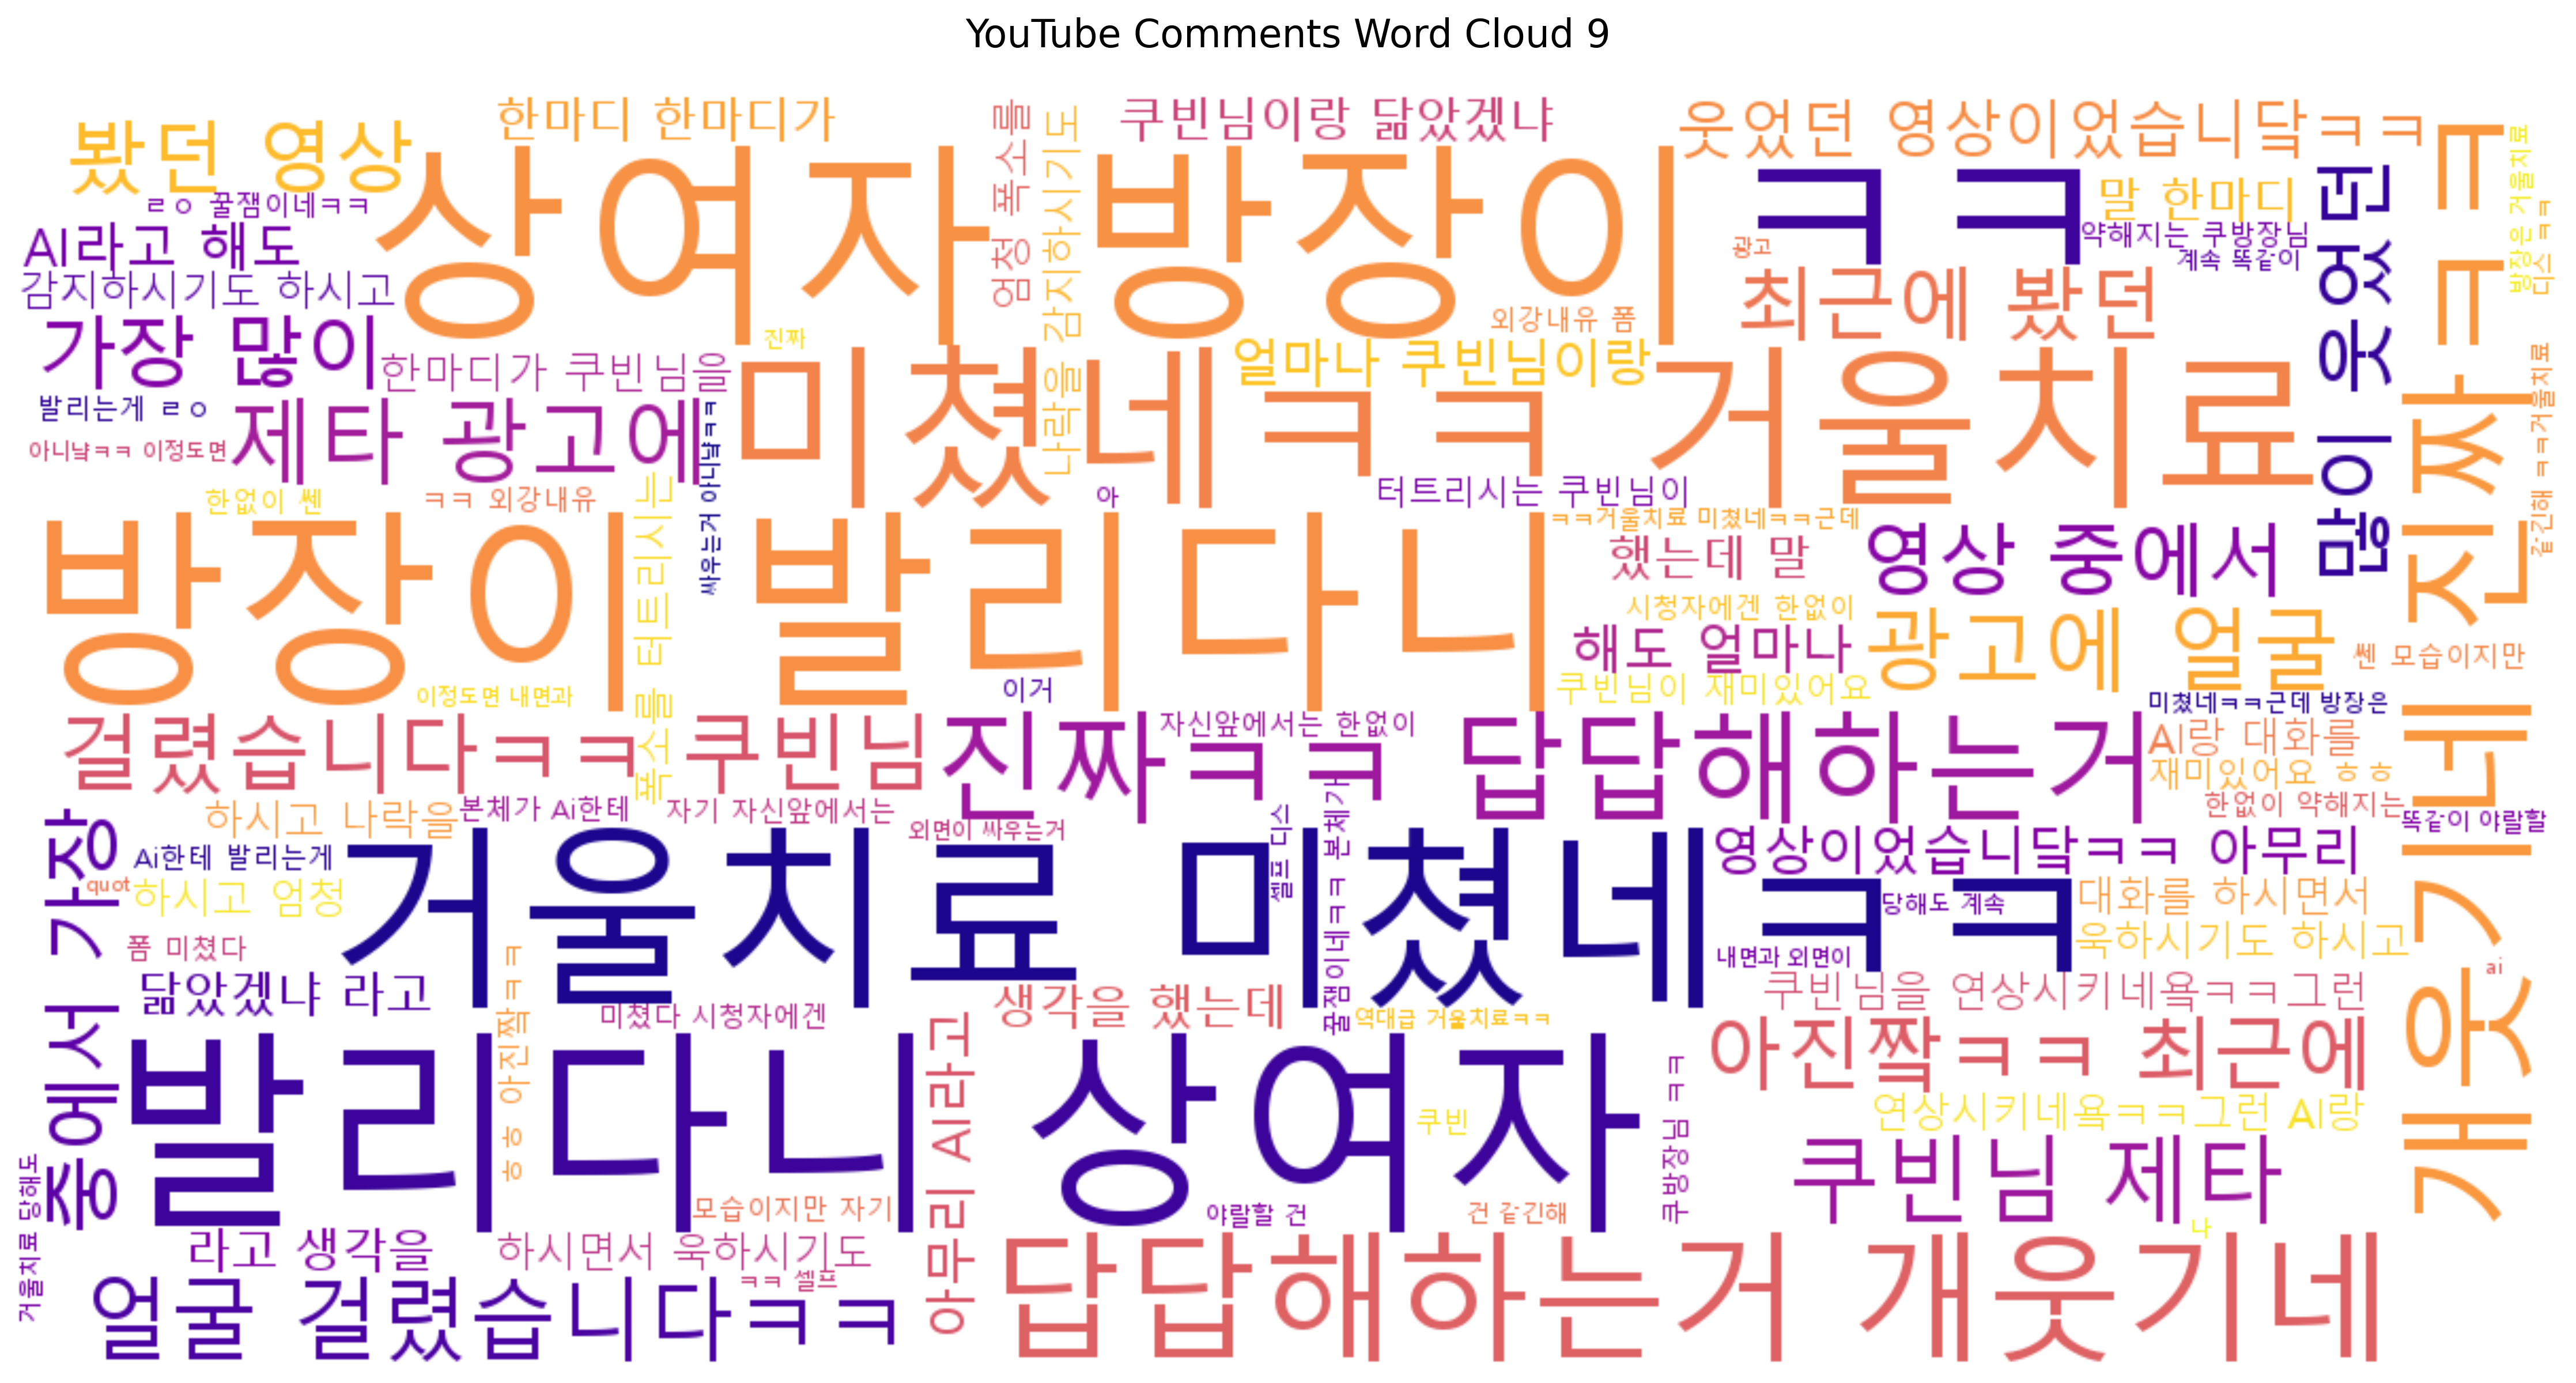 YouTube Comments Word Cloud 9
한마디 한마디가
쿠빈님이랑 닮았겠냐
웃었던 영상이었습니닼ㅋㅋ
봤던 영상
상여자 방장이
ㅋㅋ
말 한마디
ㄹㅇ 꿀잼이네ㅋㅋ
약해지는 쿠방장님
AI라고 해도
광고
계속 똑같이
감지하시기도 하시고
최근에 봤던
엄청 폭소를
나락을 감지하시기도
많이 웃었던
진짜ㅋㅋ
방장은 거울치료
디스 ㅋㅋ
외강내유 폼
가장 많이
진짜
한마디가 쿠빈님을
얼마나 쿠빈님이랑
미쳤네ㅋㅋ 거울치료
발리는게 ㄹㅇ
제타 광고에
아니냨ㅋㅋ 이정도면
싸우는거 아니냨ㅋㅋ
같긴해 ㅋㅋ거울치료
한없이 쎈
ㅋㅋ 외강내유
아
터트리시는 쿠빈님이
방장이 발리다니
ㅋㅋ거울치료 미쳤네ㅋㅋ근데
했는데 말
영상 중에서
시청자에겐 한없이
해도 얼마나
광고에 얼굴
쎈 모습이지만
폭소를 터트리시는
이정도면 내면과
이거
쿠빈님이 재미있어요
미쳤네ㅋㅋ근데 방장은
걸렸습니다ㅋㅋ 쿠빈님
진짜ㅋㅋ 답답해하는거
자신앞에서는 한없이
AI랑 대화를
재미있어요 ㅎㅎ
하시고 나락을
본체가 Ai한테
자기 자신앞에서는
외면이 싸우는거
한없이 약해지는
똑같이 야랄할
중에서 가장
Ai한테 발리는게
quot
하시고 엄청
거울치료 미쳤네ㅋㅋ
셀프 디스
꿀잼이네ㅋㅋ 본체가
영상이었습니닼ㅋㅋ 아무리
당해도 계속
대화를 하시면서
폼 미쳤다
내면과 외면이
욱하시기도 하시고
개웃기네
ai
닮았겠냐 라고
미쳤다 시청자에겐
생각을 했는데
역대급 거울치료ㅋㅋ
쿠빈님을 연상시키네욬ㅋㅋ그런
ㅎㅎ 아진짴ㅋㅋ
아진짴ㅋㅋ 최근에
발리다니 상여자
아무리 AI라고
쿠빈
쿠방장님 ㅋㅋ
연상시키네욬ㅋㅋ그런 AI랑
쿠빈님 제타
거울치료 당해도
모습이지만 자기
야랄할 건
건 같긴해
나
라고 생각을
하시면서 욱하시기도
ㅋㅋ 셀프
얼굴 걸렸습니다ㅋㅋ
답답해하는거 개웃기네